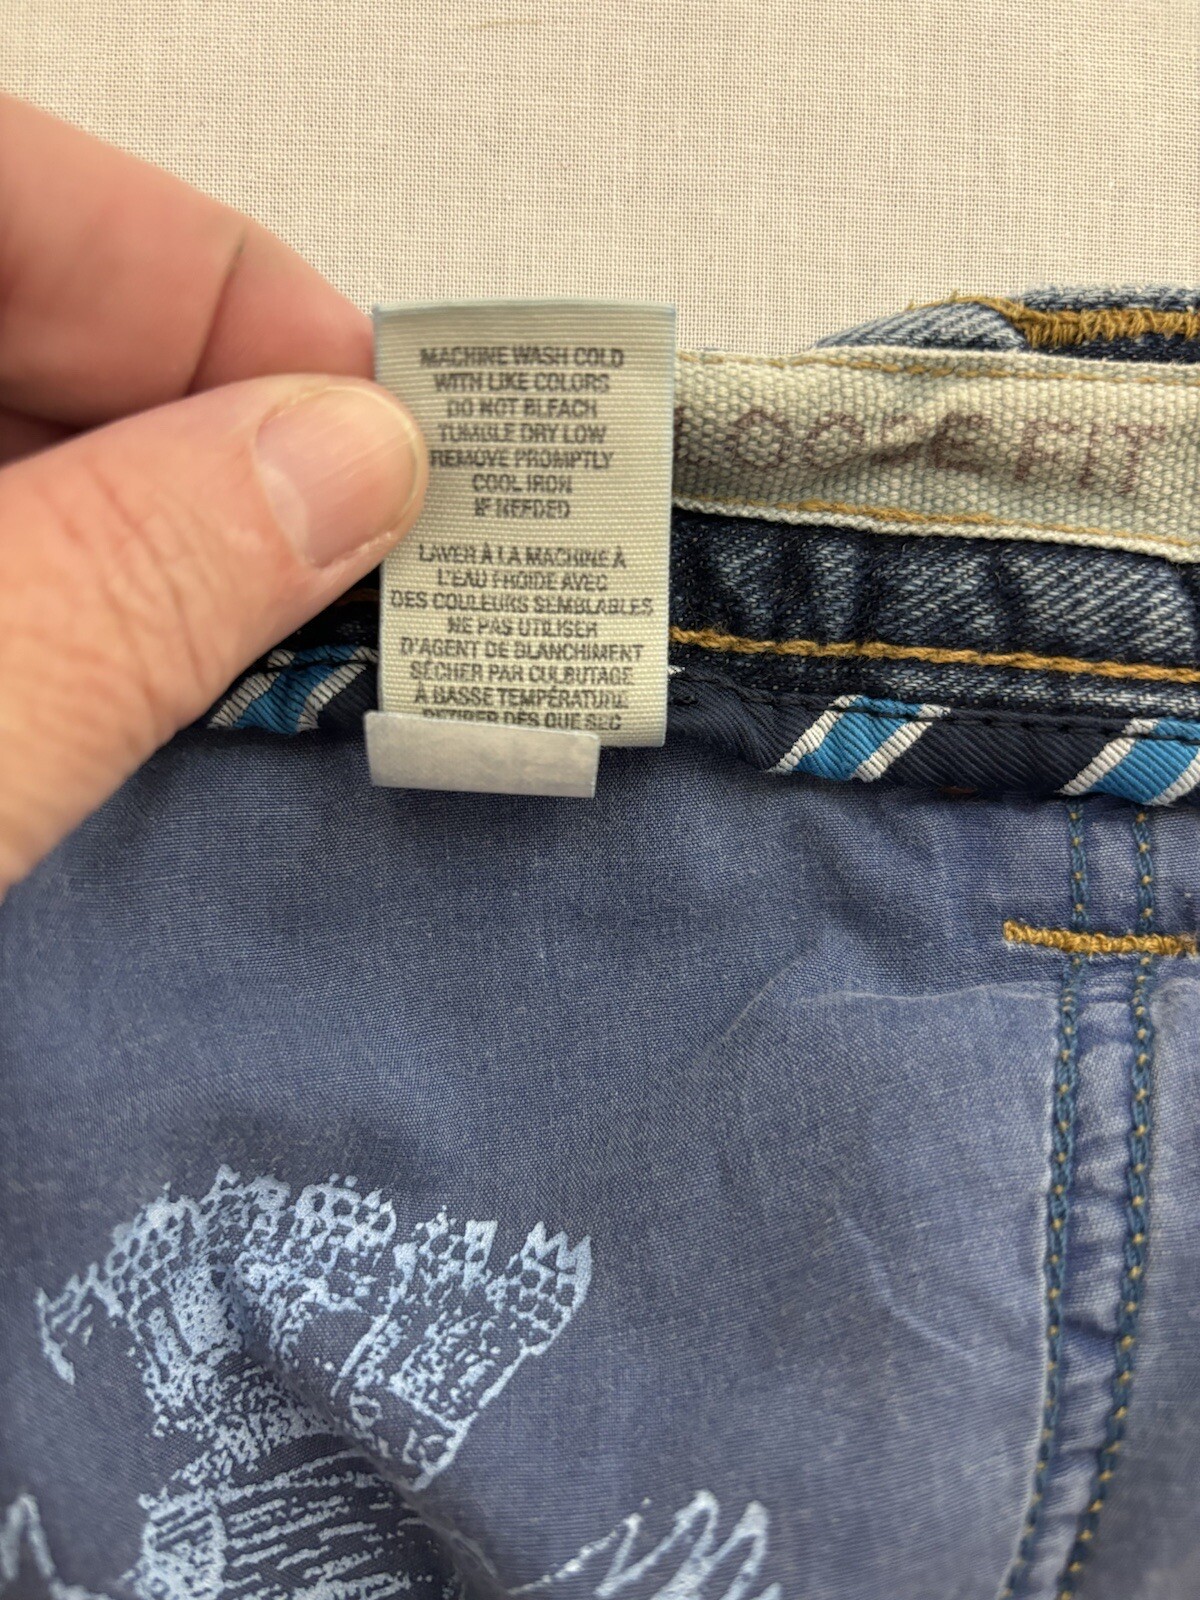 MACHINE WASH COLD
WITH LIKE COLORS
DO NOT BLEACH
TUMBLE DRY LOW
REMOVE PROMPTLY
COOL IRON
IF NEEDED
LAVER À LA MACHINE À
L'EAU FROIDE AVEC
DES COULEURS SEMBLABLES
NE PAS UTILISER
D'AGENT DE BLANCHIMENT
SÉCHER PAR CULBUTAGE
À BASSE TEMPÉRATURE
RETIRER DÈS QUE SEC
FIT